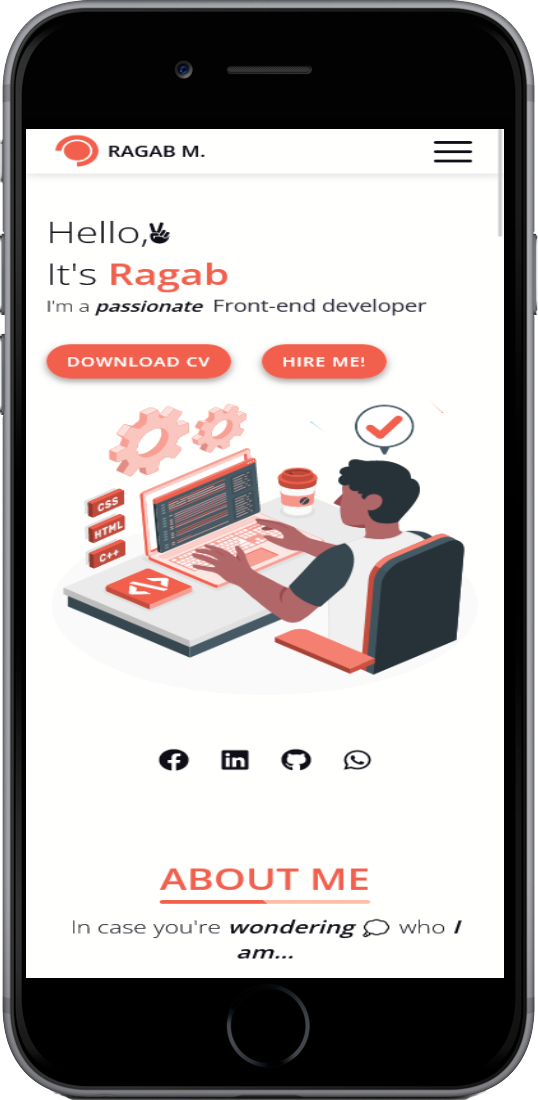 RAGAB M.
Hello,✌
It's Ragab
I'm a passionate Front-end developer
DOWNLOAD CV
HIRE ME!
CSS
HTML
C++
ABOUT ME
In case you're wondering 💭 who I
am...